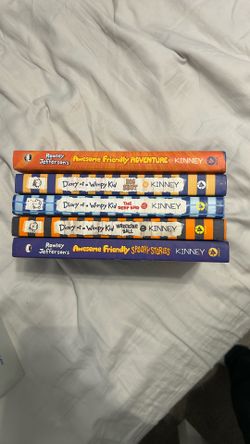 Rowley Jefferson's Awesome Friendly ADVENTURE KINNEY
Diary of a Wimpy Kid BIG SHOT KINNEY
Diary of a Wimpy Kid THE DEEP END KINNEY
Diary of a Wimpy Kid WRECKING BALL KINNEY
Rowley Jefferson's Awesome Friendly SPOOKY STORIES KINNEY